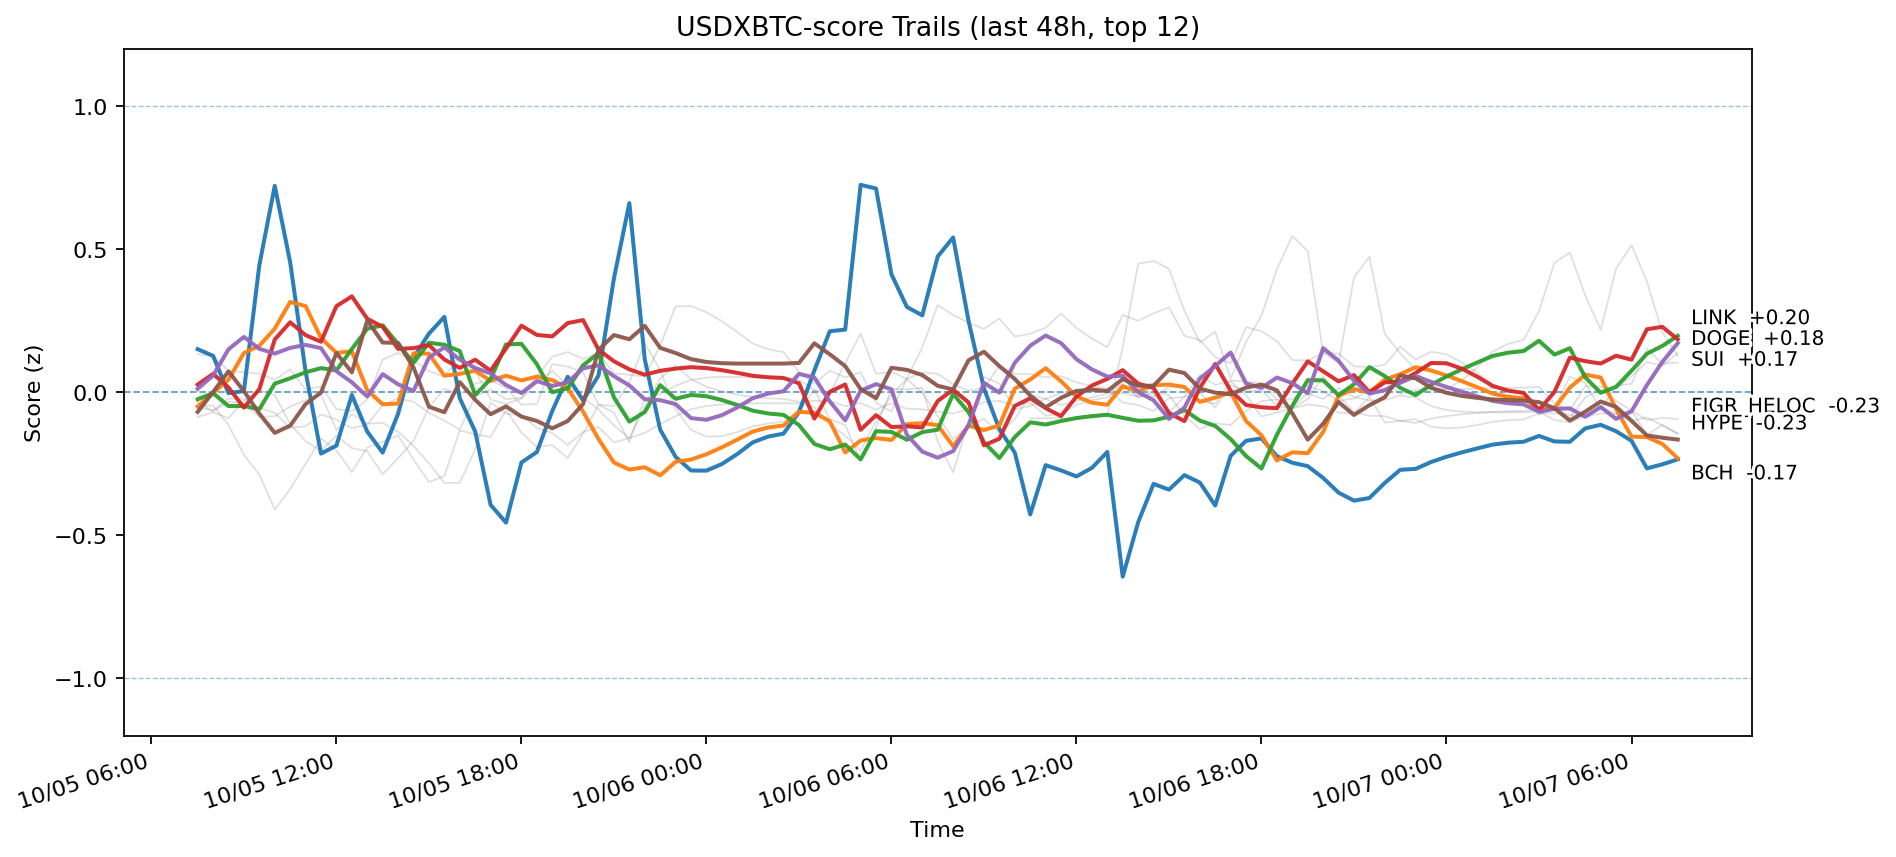 USDXBTC-score Trails (last 48h, top 12)
Score (z)
1.0
0.5
0.0
−0.5
−1.0
LINK +0.20
DOGE +0.18
SUI +0.17
FIGR_HELOC -0.23
HYPE -0.23
BCH -0.17
10/05 06:00
10/05 12:00
10/05 18:00
10/06 00:00
10/06 06:00
10/06 12:00
10/06 18:00
10/07 00:00
10/07 06:00
Time